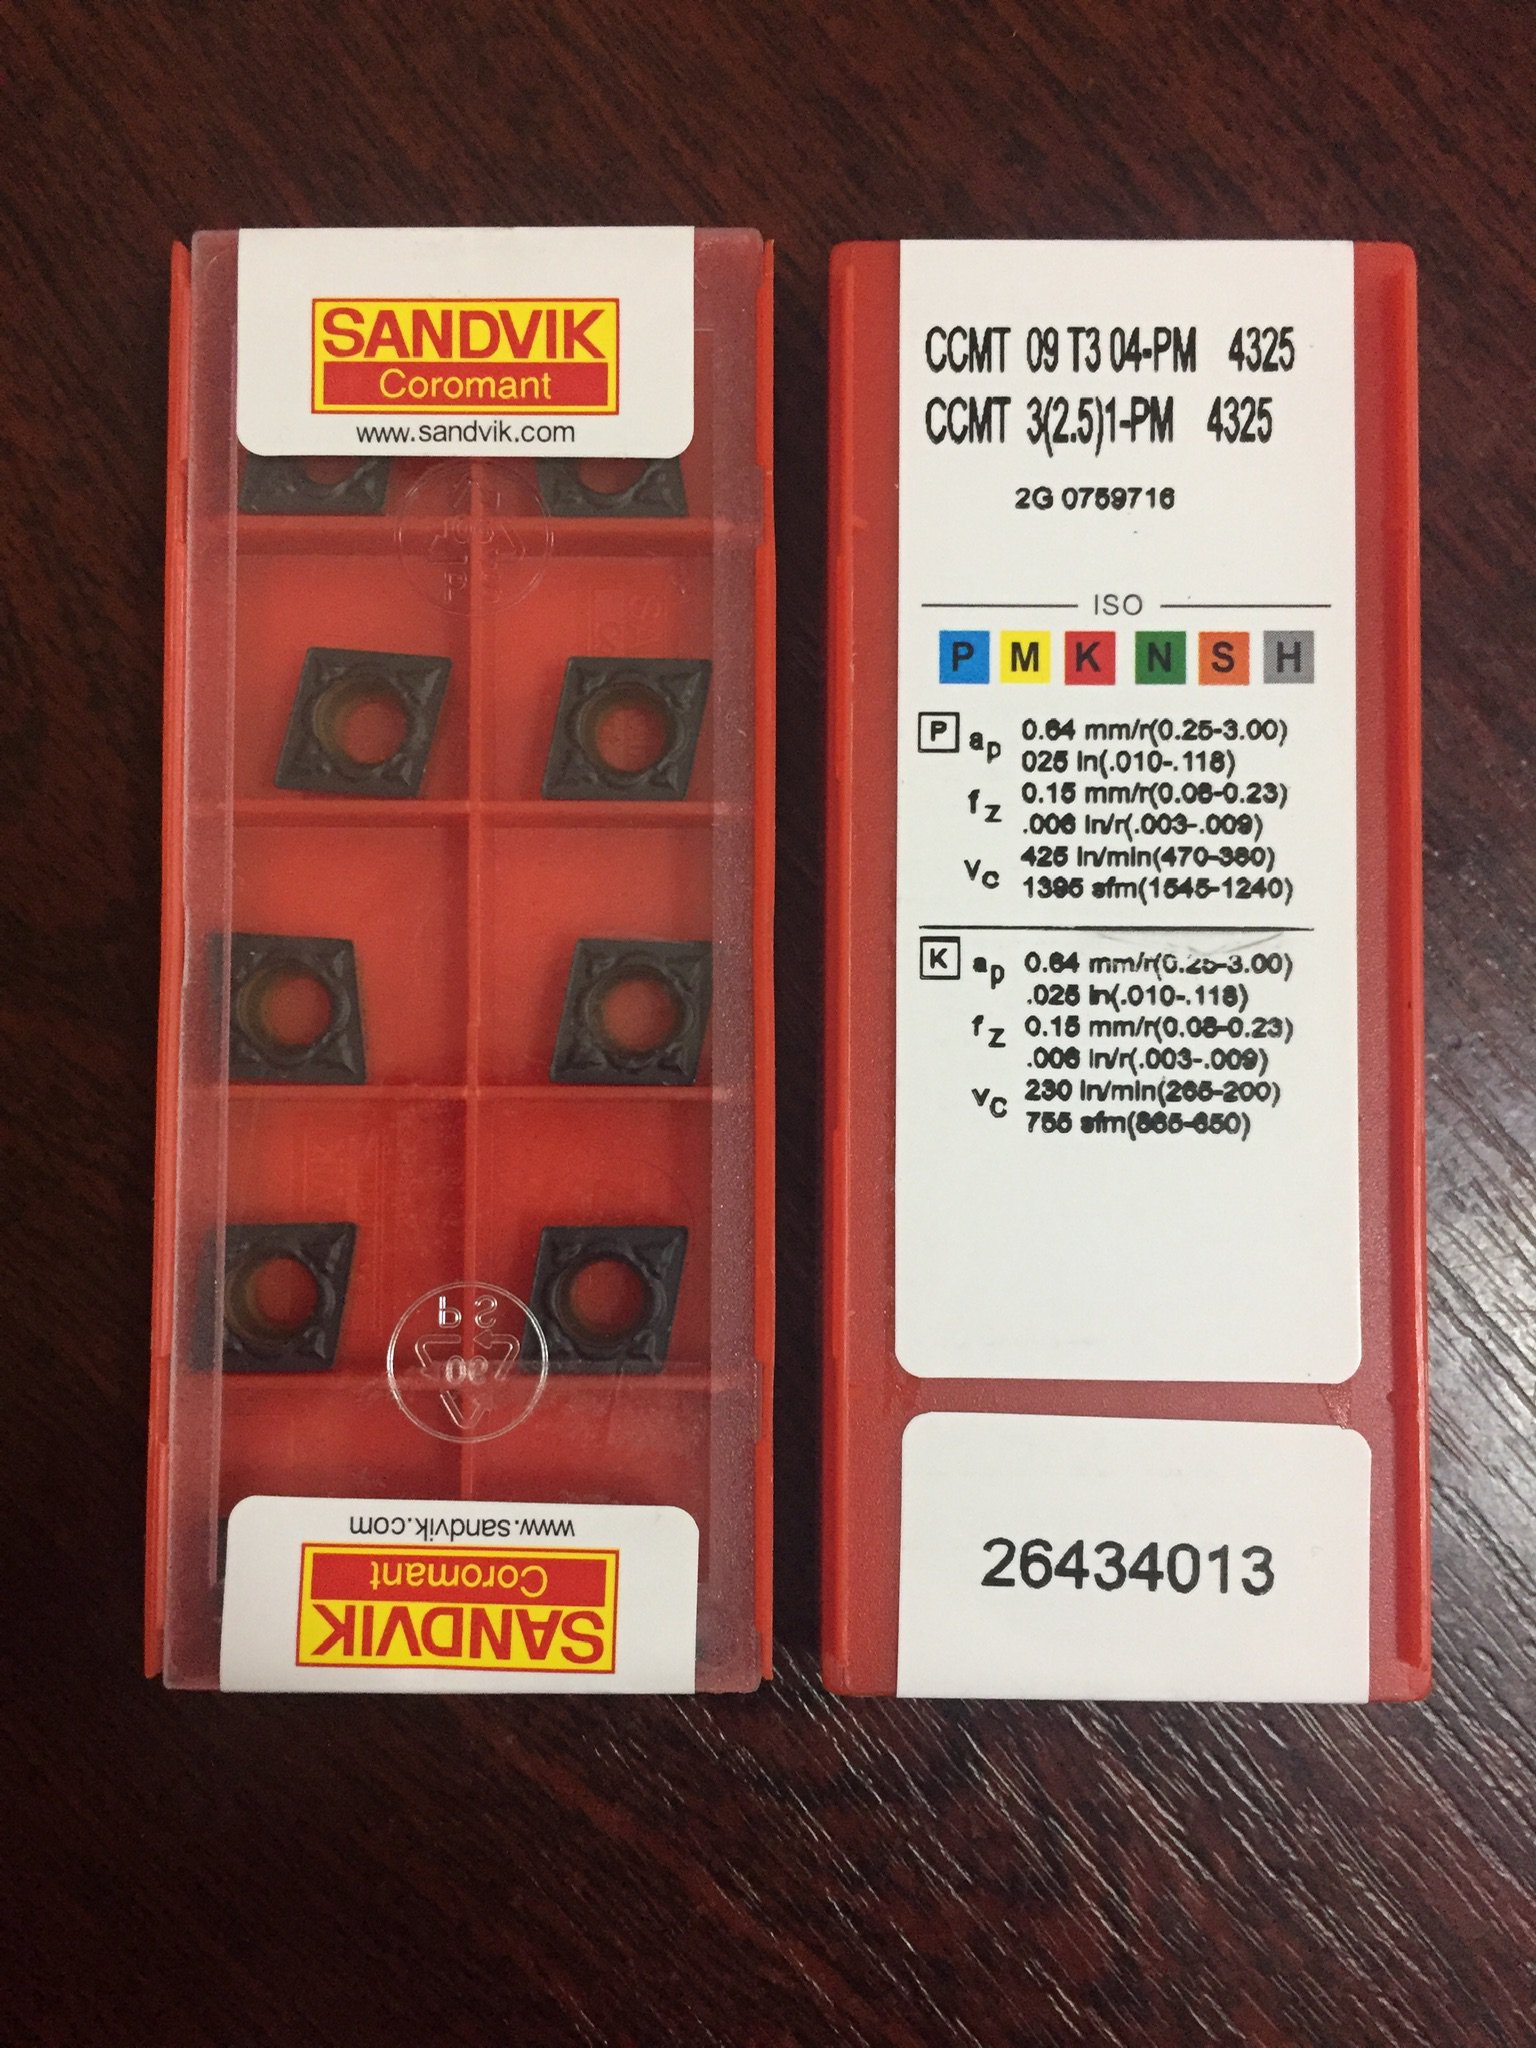 SANDVIK
Coromant
www.sandvik.com
PS
90
www.sandvik.com
Coromant
SANDVIK
CCMT 09 T3 04-PM 4325
CCMT 3(2.5)1-PM 4325
2G 0759716
ISO
P M K N S H
P ap 0.64 mm/r(0.25-3.00)
025 in(.010-.118)
fz 0.15 mm/r(0.08-0.23)
.006 in/r(.003-.009)
vc 425 in/min(470-380)
1395 sfm(1545-1240)
K ap 0.64 mm/r(0.25-3.00)
.025 in(.010-.118)
fz 0.15 mm/r(0.08-0.23)
.006 in/r(.003-.009)
vc 230 in/min(265-200)
755 sfm(865-650)
26434013